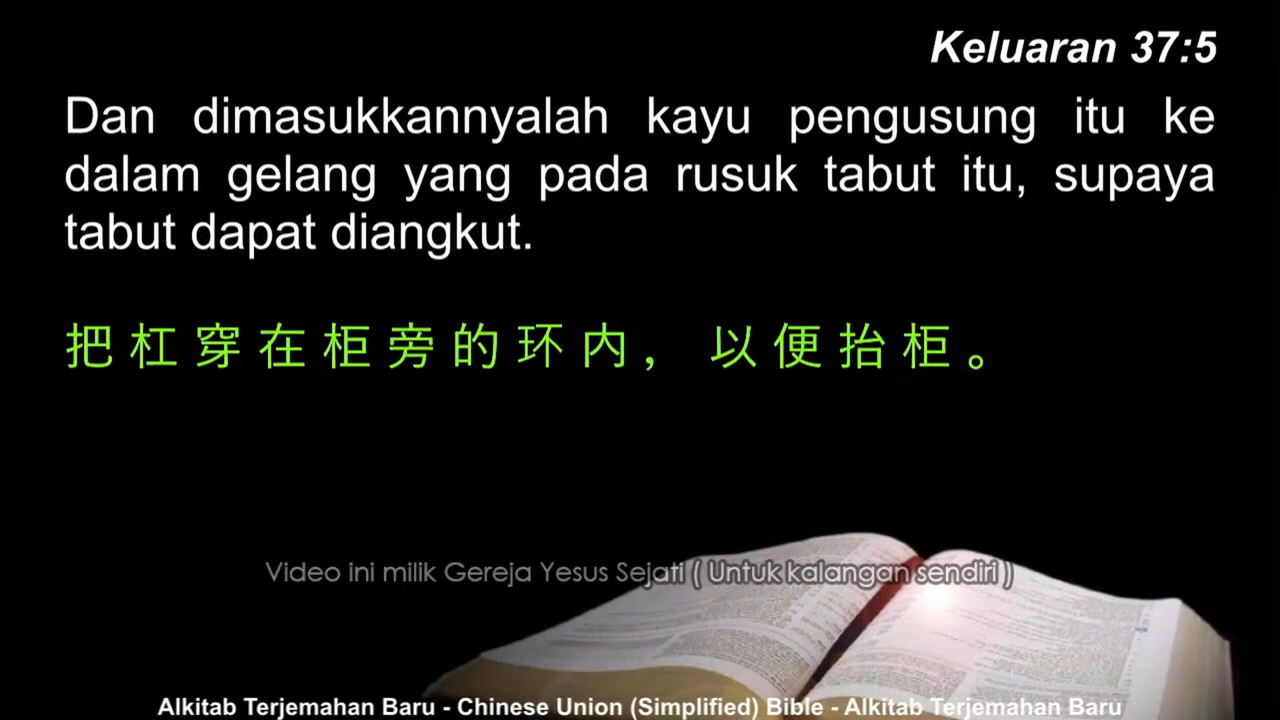 Keluaran 37:5
Dan dimasukkannyalah kayu pengusung itu ke
dalam gelang yang pada rusuk tabut itu, supaya
tabut dapat diangkut.
把杠穿在柜旁的环内，以便抬柜。
Video ini milik Gereja Yesus Sejati ( Untuk kalangan sendiri )
Alkitab Terjemahan Baru - Chinese Union (Simplified) Bible - Alkitab Terjemahan Baru